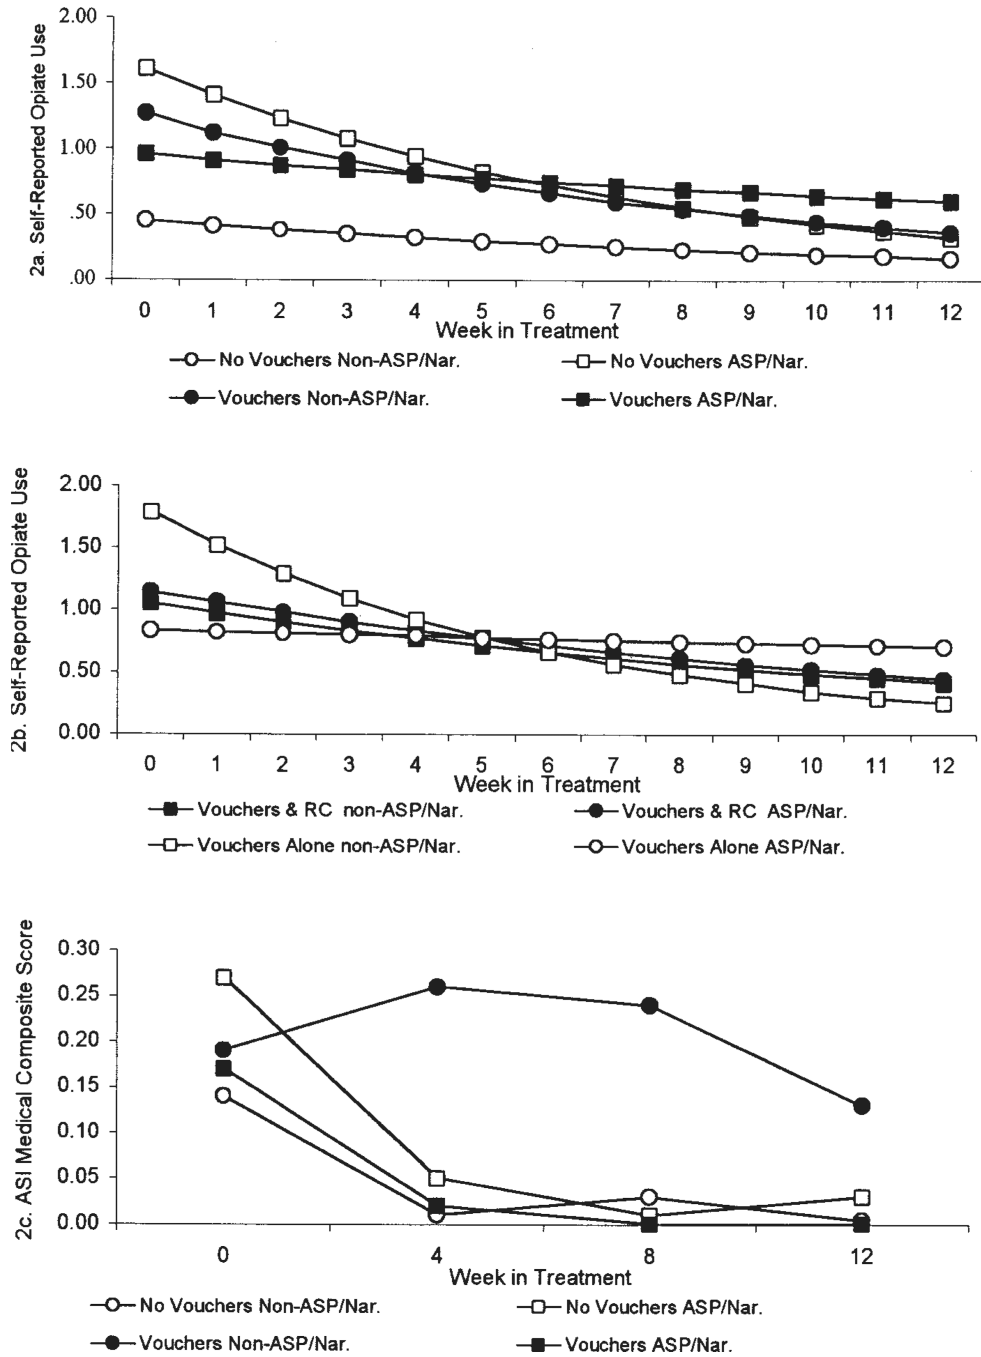 2a. Self-Reported Opiate Use
2.00
1.50
1.00
.50
.00
0 1 2 3 4 5 6 7 8 9 10 11 12
Week in Treatment
No Vouchers Non-ASP/Nar. No Vouchers ASP/Nar.
Vouchers Non-ASP/Nar. Vouchers ASP/Nar.
2b. Self-Reported Opiate Use
2.00
1.50
1.00
0.50
0.00
0 1 2 3 4 5 6 7 8 9 10 11 12
Week in Treatment
Vouchers & RC non-ASP/Nar. Vouchers & RC ASP/Nar.
Vouchers Alone non-ASP/Nar. Vouchers Alone ASP/Nar.
2c. ASI Medical Composite Score
0.30
0.25
0.20
0.15
0.10
0.05
0.00
0 4 8 12
Week in Treatment
No Vouchers Non-ASP/Nar. No Vouchers ASP/Nar.
Vouchers Non-ASP/Nar. Vouchers ASP/Nar.